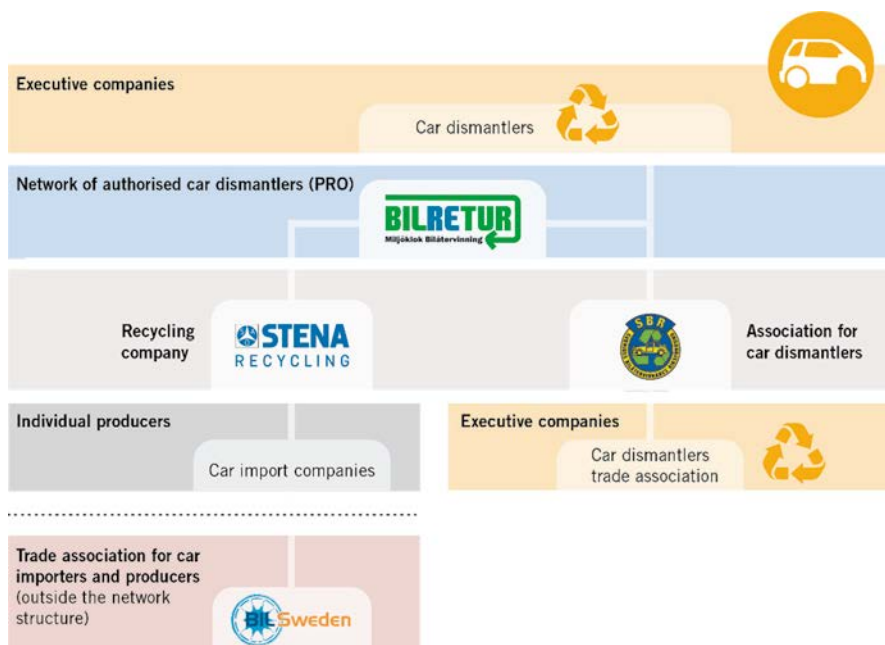 Executive companies
Car dismantlers
Network of authorised car dismantlers (PRO)
BILRETUR
Miljöklok Bilåtervinning
Recycling
company
STENA
RECYCLING
SBR
Association for
car dismantlers
Individual producers
Car import companies
Executive companies
Car dismantlers
trade association
Trade association for car
importers and producers
(outside the network
structure)
BIL Sweden